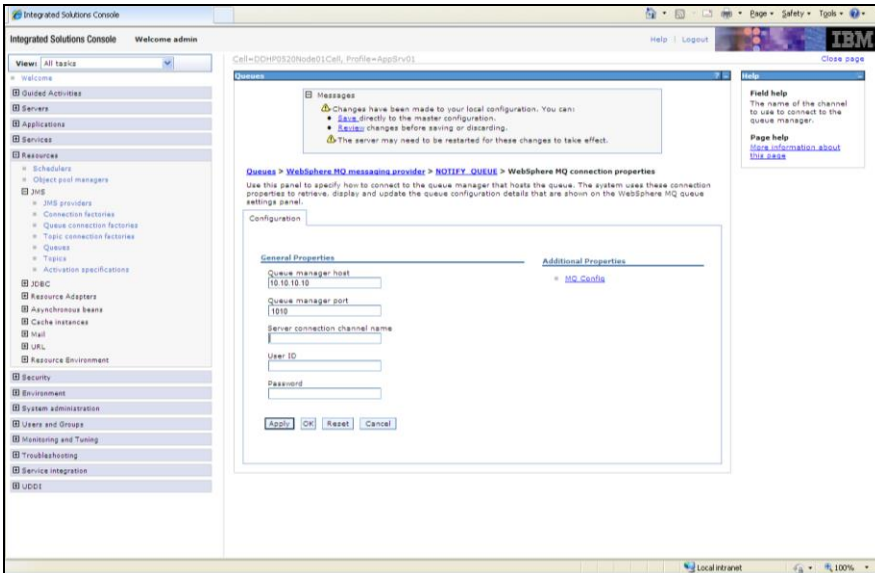 Integrated Solutions Console
Page
Safety
Tools
Integrated Solutions Console Welcome admin
Help | Logout
IBM
View: All tasks
Welcome
Guided Activities
Servers
Applications
Services
Resources
Schedulers
Object pool managers
JMS
JMS providers
Connection factories
Queue connection factories
Topic connection factories
Queues
Topics
Activation specifications
JDBC
Resource Adapters
Asynchronous beans
Cache instances
Mail
URL
Resource Environment
Security
Environment
System administration
Users and Groups
Monitoring and Tuning
Troubleshooting
Service integration
UDDI
Cell=DDHP0520Node01Cell, Profile=AppSrv01
Close page
Queues
? -
Messages
Changes have been made to your local configuration. You can:
Save directly to the master configuration.
Review changes before saving or discarding.
The server may need to be restarted for these changes to take effect.
Queues > WebSphere MQ messaging provider > NOTIFY_QUEUE > WebSphere MQ connection properties
Use this panel to specify how to connect to the queue manager that hosts the queue. The system uses these connection
properties to retrieve, display and update the queue configuration details that are shown on the WebSphere MQ queue
settings panel.
Configuration
General Properties
Queue manager host
10.10.10.10
Queue manager port
1010
Server connection channel name
User ID
Password
Apply OK Reset Cancel
Additional Properties
MQ Config
Help
Field help
The name of the channel
to use to connect to the
queue manager.
Page help
More information about
this page
Local intranet
100%